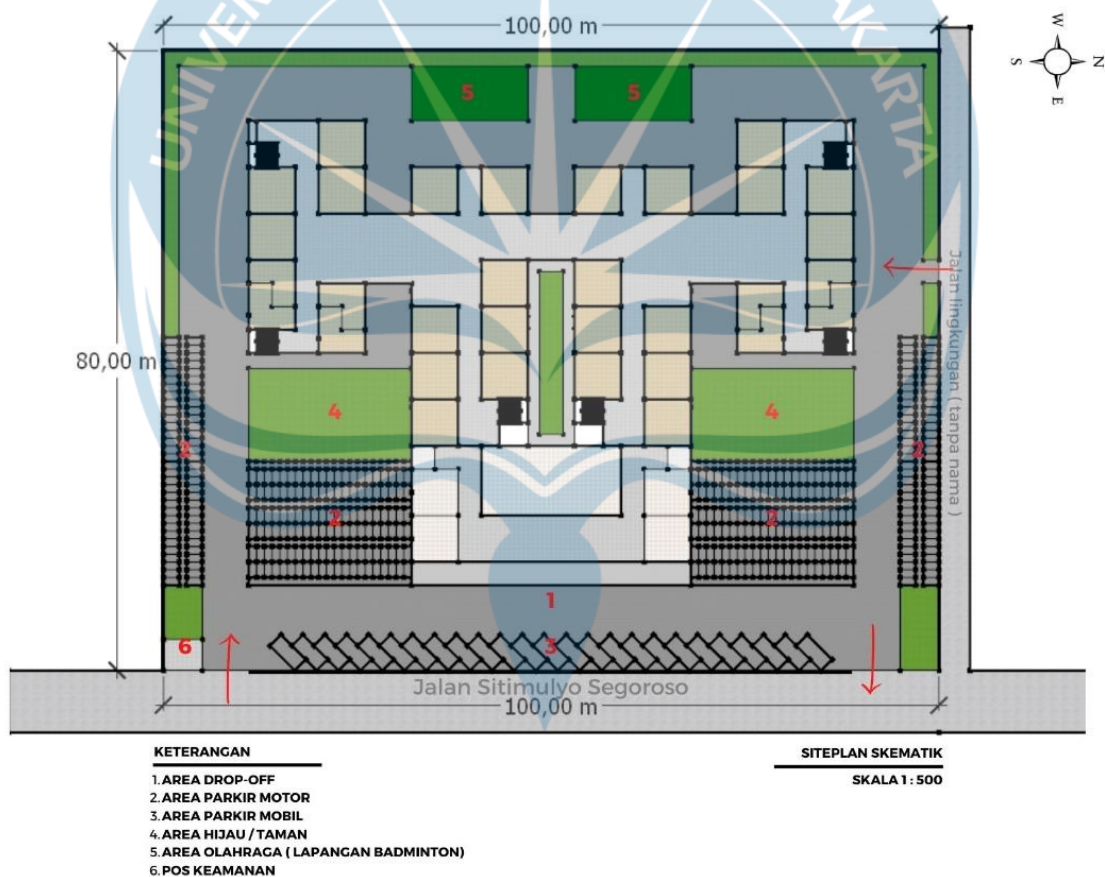 100,00 m
W
S
N
E
UNIVER
AKARTA
5
5
80,00 m
Jalan lingkungan ( tanpa nama )
4
4
2
2
2
2
1
6
3
Jalan Sitimulyo Segoroso
100,00 m
KETERANGAN
1. AREA DROP-OFF
2. AREA PARKIR MOTOR
3. AREA PARKIR MOBIL
4. AREA HIJAU / TAMAN
5. AREA OLAHRAGA ( LAPANGAN BADMINTON)
6. POS KEAMANAN
SITEPLAN SKEMATIK
SKALA 1 : 500